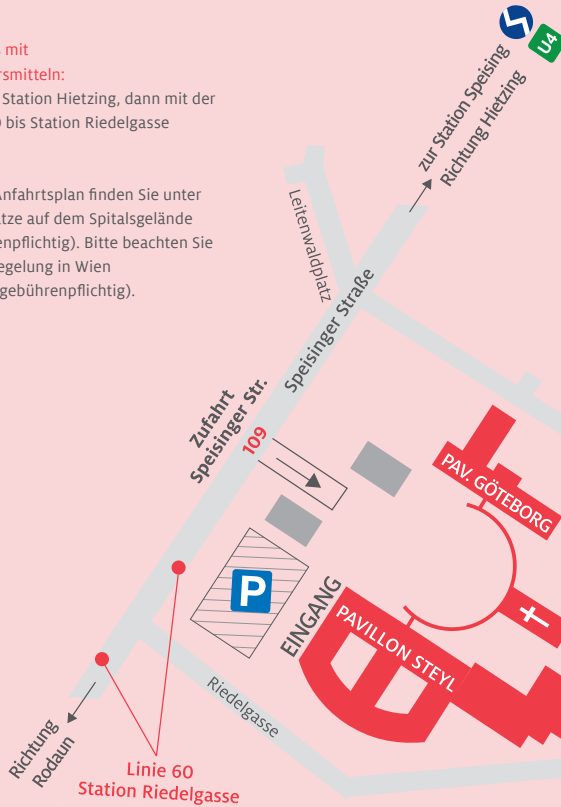 mit
rsmitteln:
Station Hietzing, dann mit der
bis Station Riedelgasse
Anfahrtsplan finden Sie unter
tze auf dem Spitalsgelände
enpflichtig). Bitte beachten Sie
egelung in Wien
gebührenpflichtig).
U4
zur Station Speising
Richtung Hietzing
Leitenwaldplatz
Speisinger Straße
Zufahrt
Speisinger Str.
109
PAV. GÖTEBORG
P
EINGANG
PAVILLON STEYL
Riedelgasse
Richtung
Rodaun
Linie 60
Station Riedelgasse